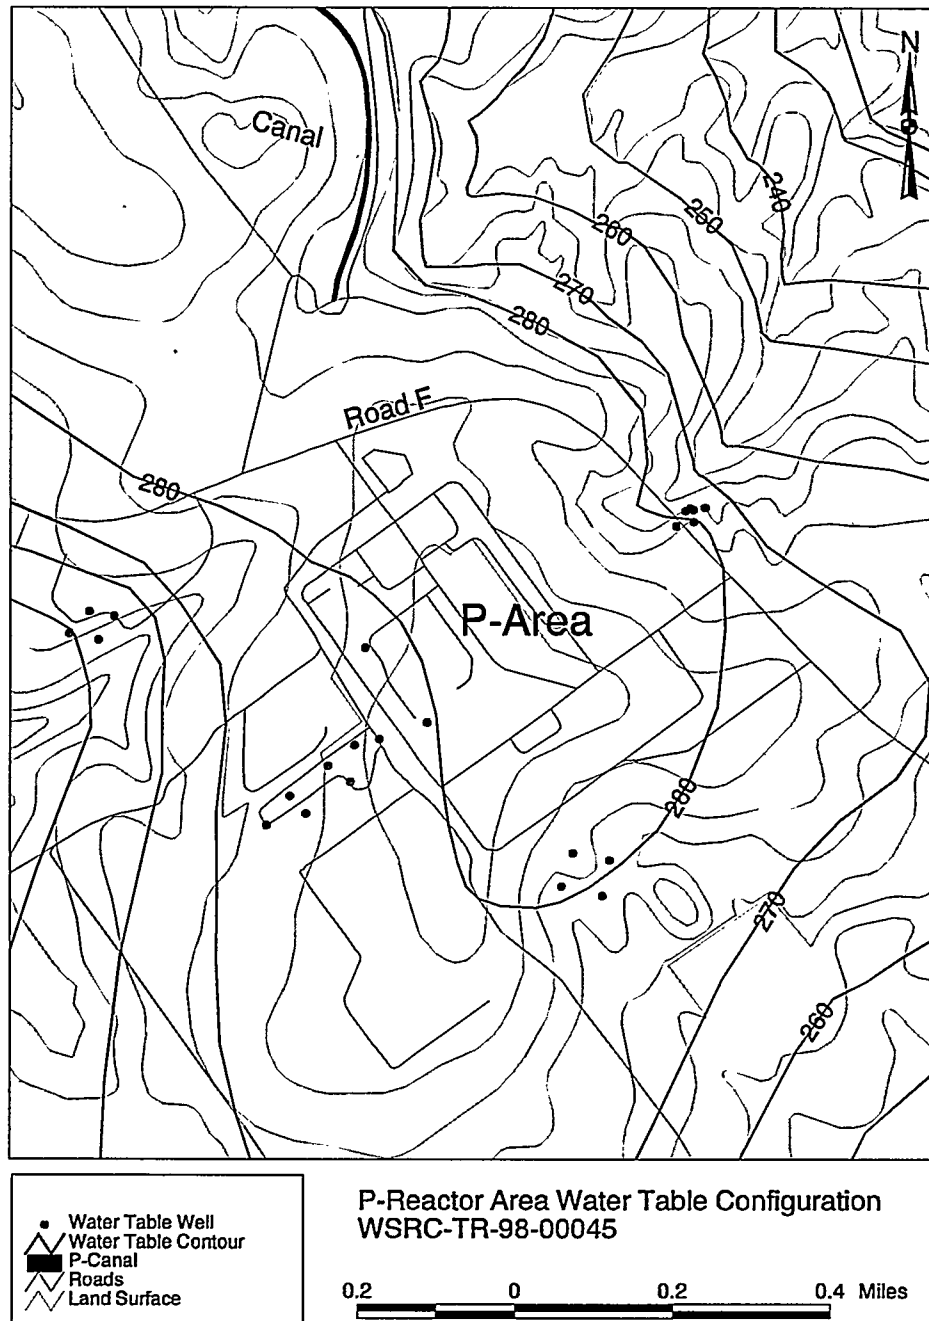 N
Canal
240
250
260
270
280
Road F
280
P-Area
280
270
260
Water Table Well
Water Table Contour
P-Canal
Roads
Land Surface
P-Reactor Area Water Table Configuration
WSRC-TR-98-00045
0.2 0 0.2 0.4 Miles